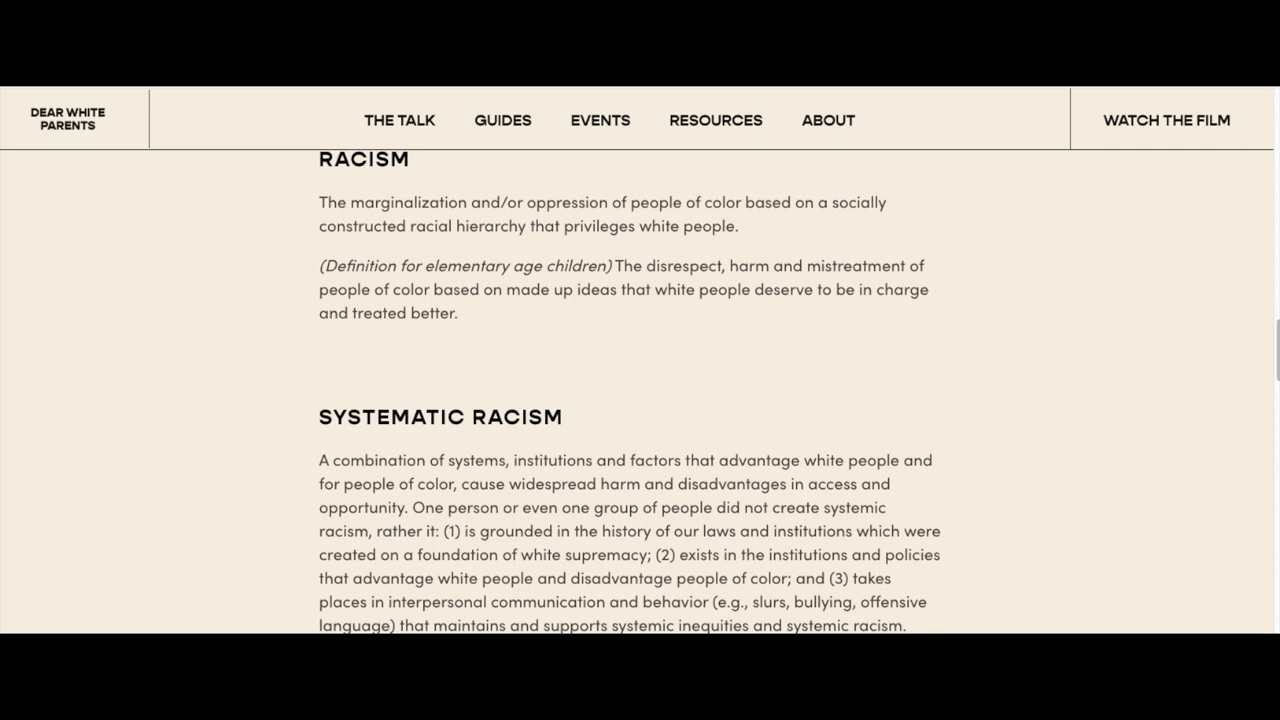 DEAR WHITE
PARENTS
THE TALK
GUIDES
EVENTS
RESOURCES
ABOUT
WATCH THE FILM
RACISM
The marginalization and/or oppression of people of color based on a socially
constructed racial hierarchy that privileges white people.
(Definition for elementary age children) The disrespect, harm and mistreatment of
people of color based on made up ideas that white people deserve to be in charge
and treated better.
SYSTEMATIC RACISM
A combination of systems, institutions and factors that advantage white people and
for people of color, cause widespread harm and disadvantages in access and
opportunity. One person or even one group of people did not create systemic
racism, rather it: (1) is grounded in the history of our laws and institutions which were
created on a foundation of white supremacy; (2) exists in the institutions and policies
that advantage white people and disadvantage people of color; and (3) takes
places in interpersonal communication and behavior (e.g., slurs, bullying, offensive
language) that maintains and supports systemic inequities and systemic racism.